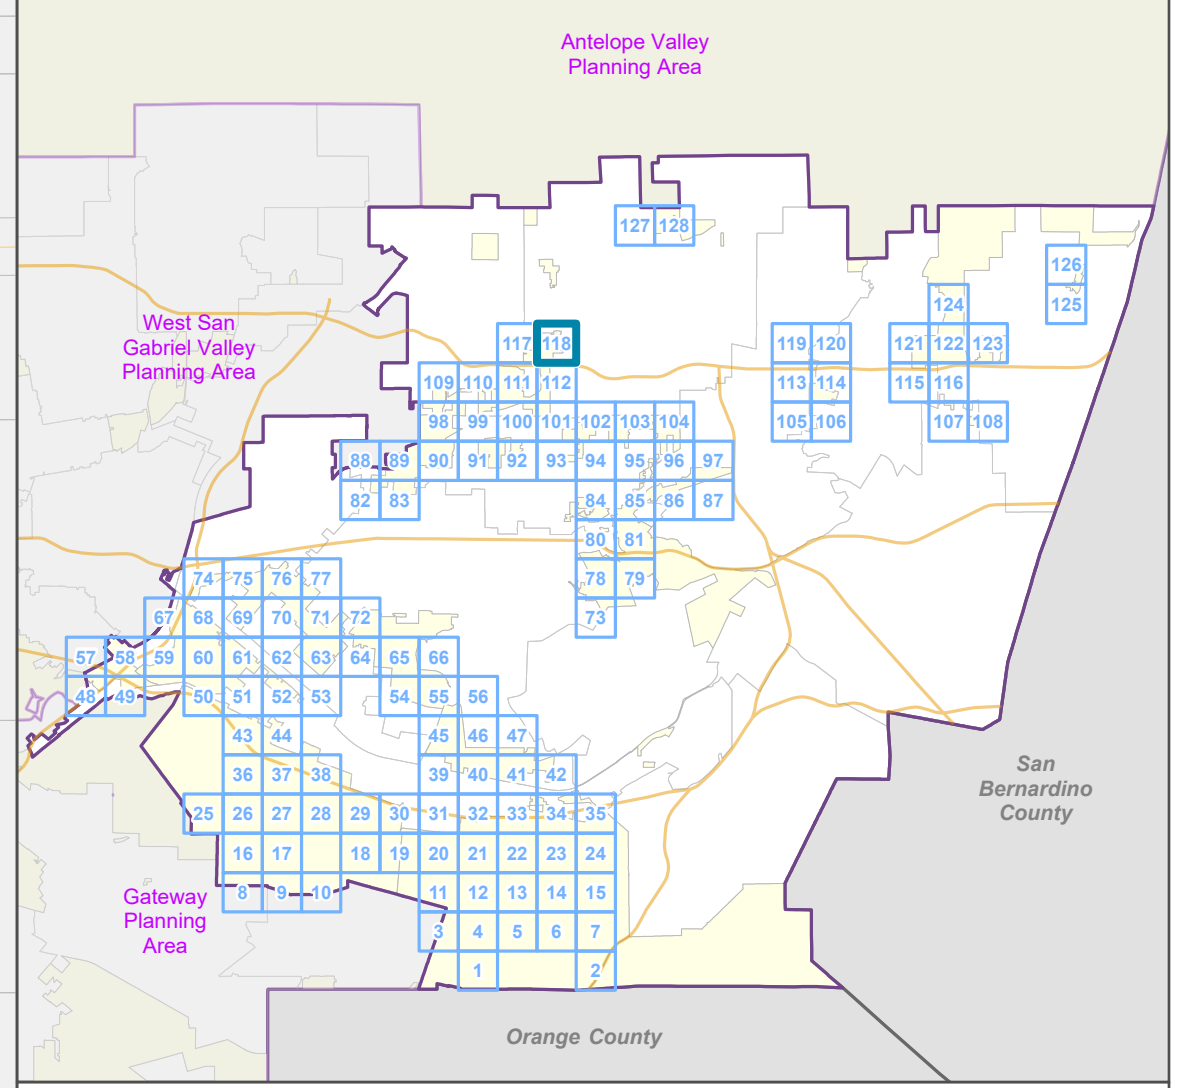 Antelope Valley
Planning Area
127 128
126
124 125
West San
Gabriel Valley
Planning Area
117 118 119 120 121 122 123
109 110 111 112 113 114 115 116
98 99 100 101 102 103 104 105 106 107 108
88 89 90 91 92 93 94 95 96 97
82 83 84 85 86 87
80 81
74 75 76 77 78 79
67 68 69 70 71 72 73
57 58 59 60 61 62 63 64 65 66
48 49 50 51 52 53 54 55 56
43 44 45 46 47
36 37 38 39 40 41 42
San
Bernardino
County
25 26 27 28 29 30 31 32 33 34 35
16 17 18 19 20 21 22 23 24
8 9 10 11 12 13 14 15
Gateway
Planning
Area
3 4 5 6 7
1 2
Orange County